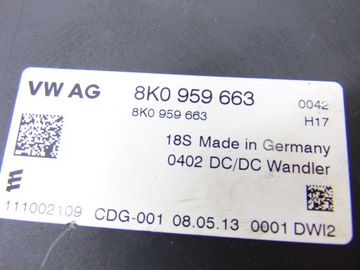 VW AG 8K0 959 663 0042
8K0 959 663 H17
18S Made in Germany
0402 DC/DC Wandler
111002109 CDG-001 08.05.13 0001 DWI2